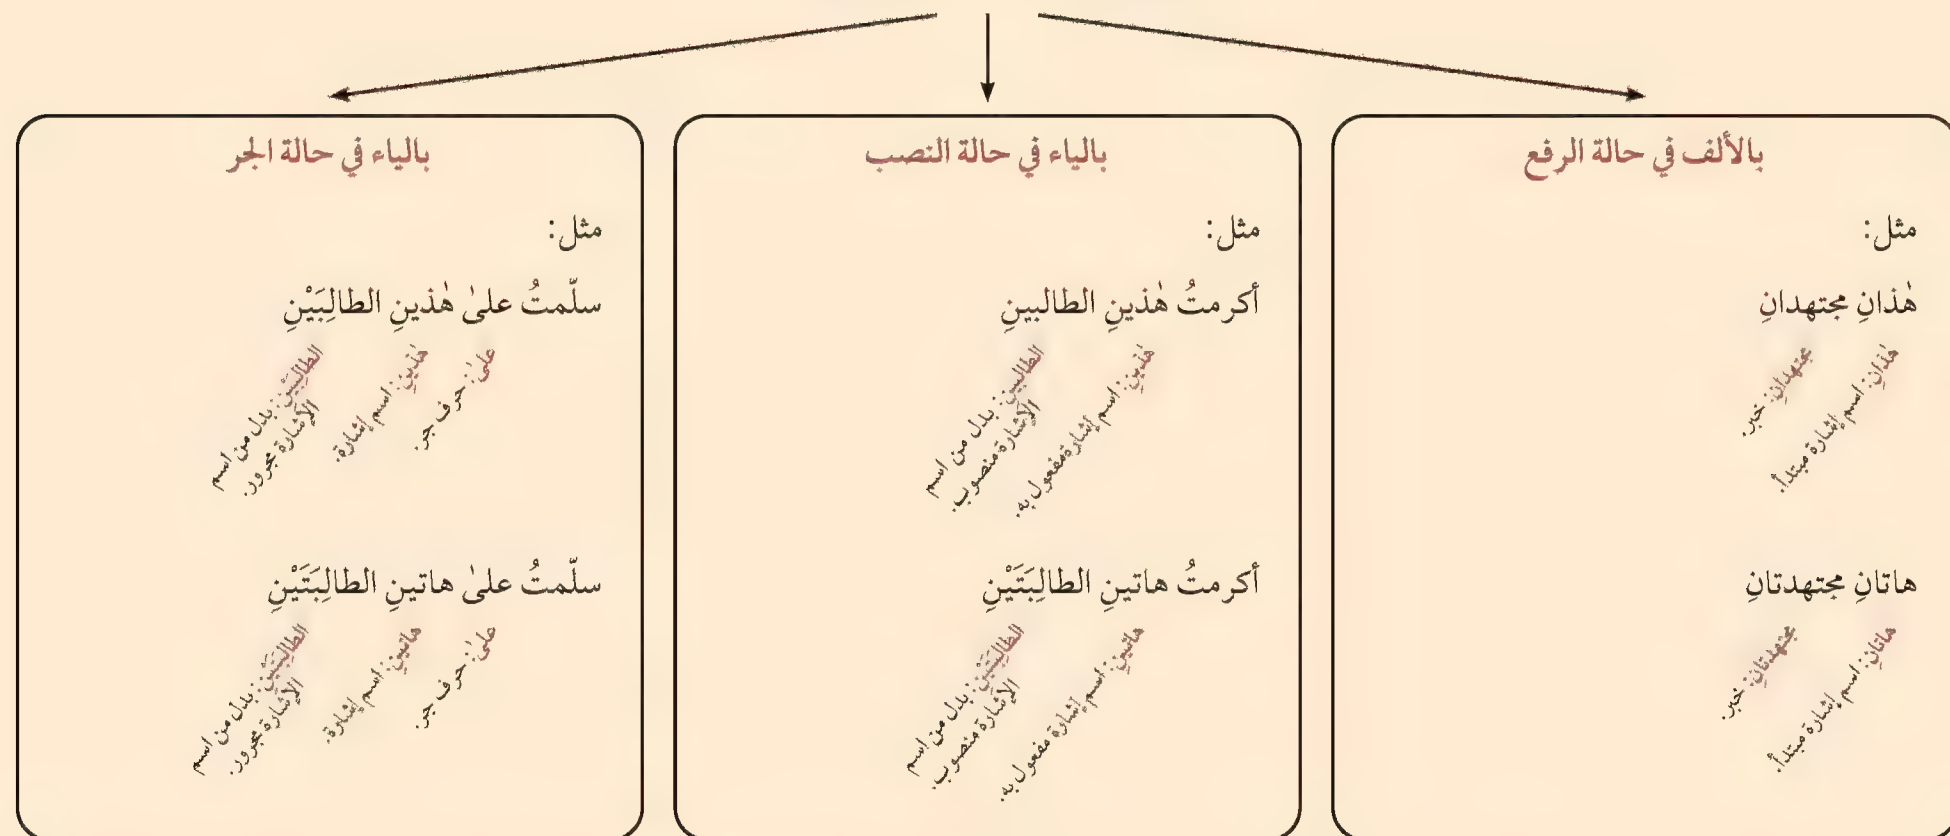 بالألف في حالة الرفع
مثل:
هٰذانِ مجتهدانِ
هٰذانِ: اسم إشارة مبتدأ.
مجتهدانِ: خبر.
هاتانِ مجتهدتانِ
هاتانِ: اسم إشارة مبتدأ.
مجتهدتانِ: خبر.
بالياء في حالة النصب
مثل:
أكرمتُ هٰذينِ الطالبينِ
هٰذينِ: اسم إشارة مفعول به.
الطالبينِ: بدل من اسم
الإشارة منصوب.
أكرمتُ هاتينِ الطالِبَتَيْنِ
هاتينِ: اسم إشارة مفعول به.
الطالِبَتَيْنِ: بدل من اسم
الإشارة منصوب.
بالياء في حالة الجر
مثل:
سلّمتُ علىٰ هٰذينِ الطالِبَيْنِ
علىٰ: حرف جر.
هٰذينِ: اسم إشارة.
الطالِبَيْنِ: بدل من اسم
الإشارة مجرور.
سلّمتُ علىٰ هاتينِ الطالِبَتَيْنِ
علىٰ: حرف جر.
هاتينِ: اسم إشارة.
الطالِبَتَيْنِ: بدل من اسم
الإشارة مجرور.